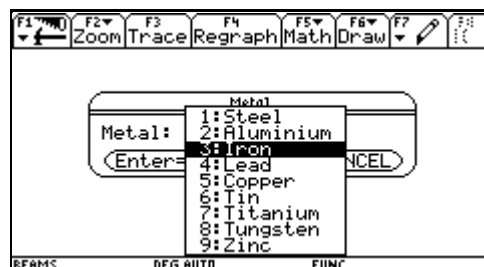 F1 F2 Zoom F3 Trace F4 Regraph F5 Math F6 Draw F7
Metal
Metal:
1:Steel
2:Aluminium
3:Iron
4:Lead
5:Copper
6:Tin
7:Titanium
8:Tungsten
9:Zinc
(Enter= NCEL)
BEAMS DEG AUTO FUNC